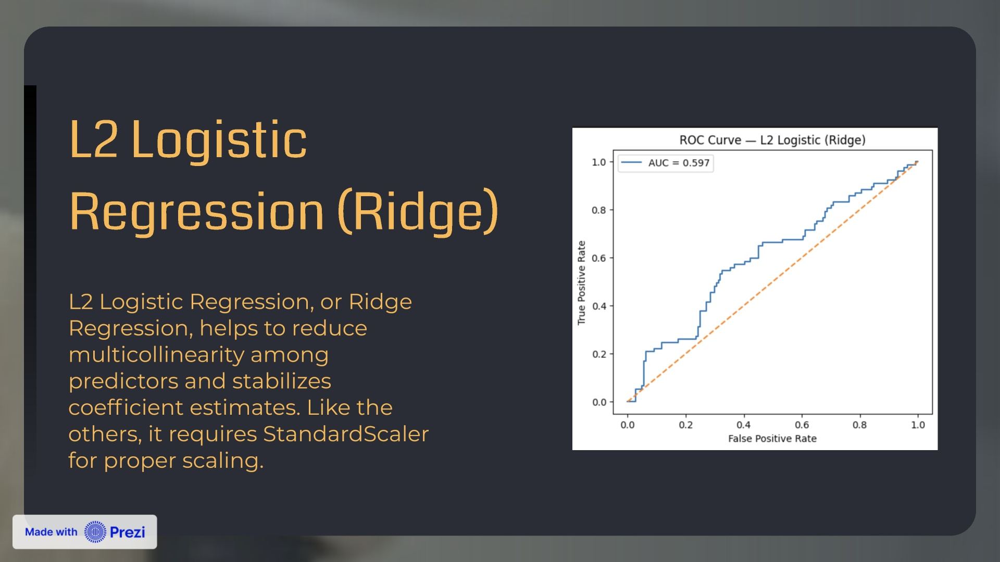 L2 Logistic
Regression (Ridge)
L2 Logistic Regression, or Ridge
Regression, helps to reduce
multicollinearity among
predictors and stabilizes
coefficient estimates. Like the
others, it requires StandardScaler
for proper scaling.
ROC Curve — L2 Logistic (Ridge)
AUC = 0.597
True Positive Rate
1.0
0.8
0.6
0.4
0.2
0.0
0.0 0.2 0.4 0.6 0.8 1.0
False Positive Rate
Made with Prezi